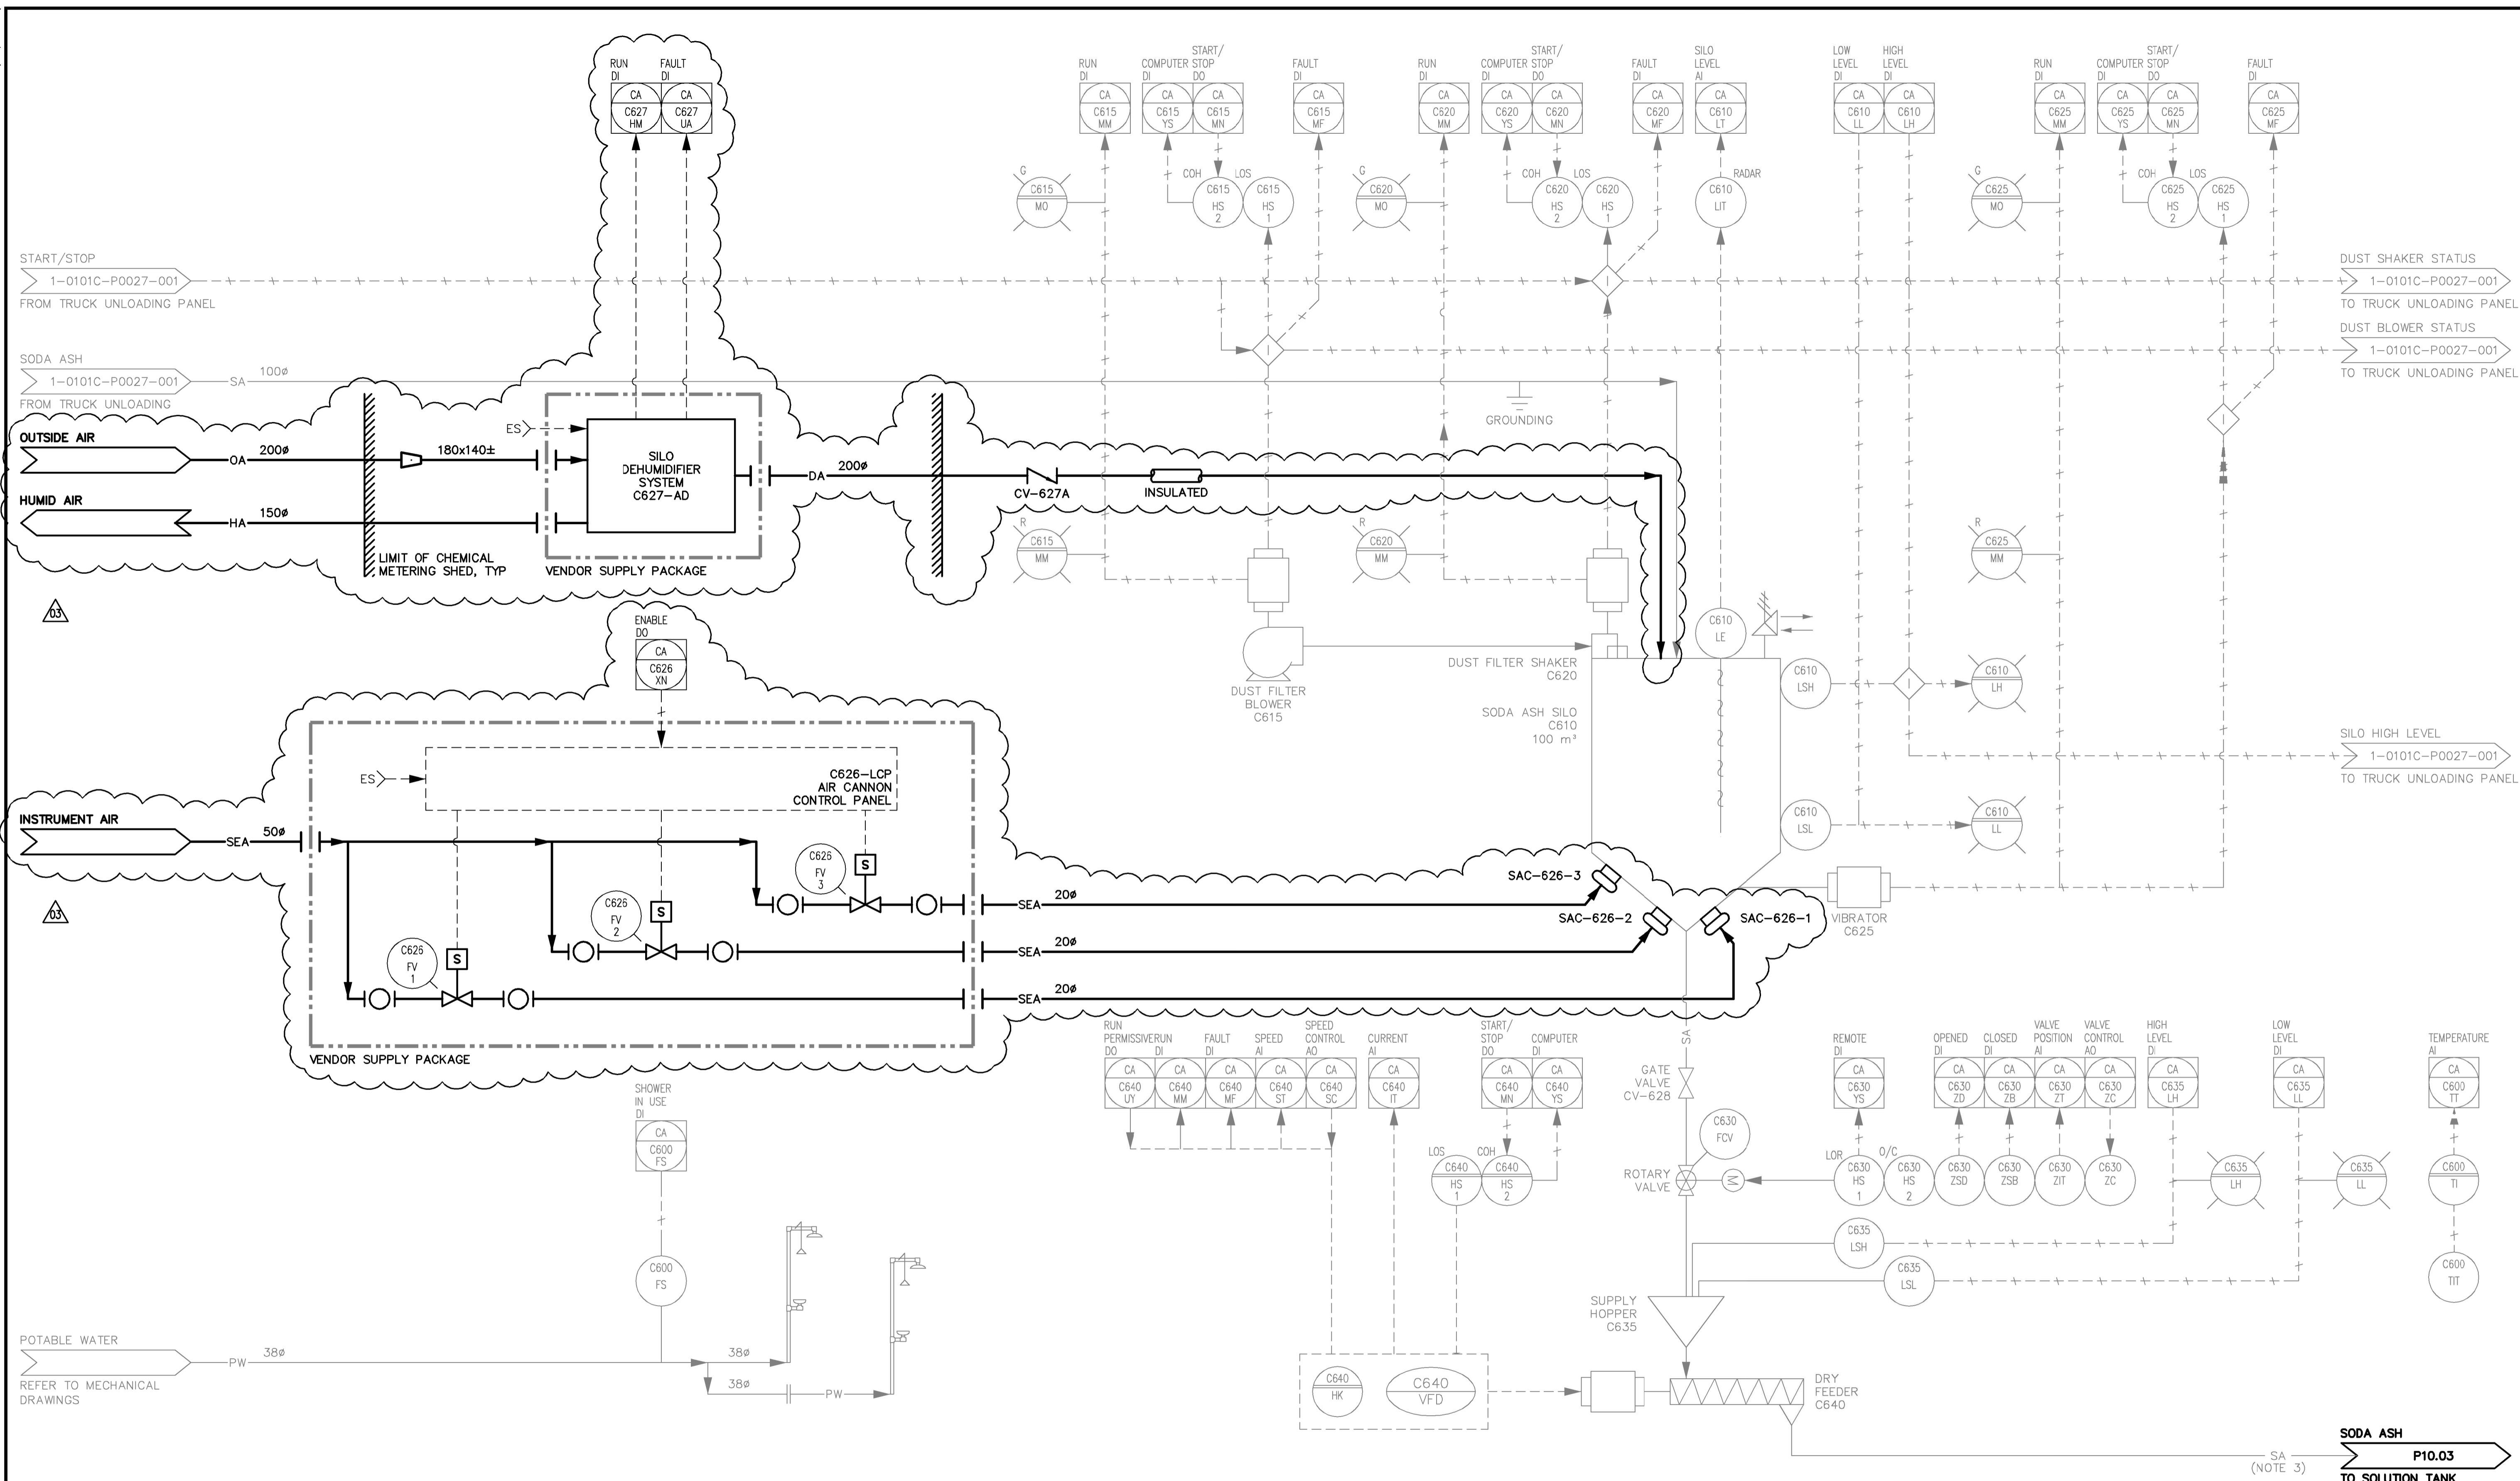 RUN FAULT
DI DI
CA CA
C627 C627
HM UA
RUN
DI
CA
C615
MM
START/
COMPUTER STOP
DI DO
CA CA
C615 C615
YS MN
FAULT
DI
CA
C615
MF
RUN
DI
CA
C620
MM
START/
COMPUTER STOP
DI DO
CA CA
C620 C620
YS MN
FAULT
DI
CA
C620
MF
SILO
LEVEL
AI
CA
C610
LT
LOW HIGH
LEVEL LEVEL
DI DI
CA CA
C610 C610
LL LH
RUN
DI
CA
C625
MM
START/
COMPUTER STOP
DI DO
CA CA
C625 C625
YS MN
FAULT
DI
CA
C625
MF
G
C615
MO
COH LOS
C615 C615
HS HS
2 1
G
C620
MO
COH LOS
C620 C620
HS HS
2 1
RADAR
C610
LIT
G
C625
MO
COH LOS
C625 C625
HS HS
2 1
START/STOP
1-0101C-P0027-001
FROM TRUCK UNLOADING PANEL
DUST SHAKER STATUS
1-0101C-P0027-001
TO TRUCK UNLOADING PANEL
DUST BLOWER STATUS
1-0101C-P0027-001
TO TRUCK UNLOADING PANEL
SODA ASH
1-0101C-P0027-001
SA 100ø
FROM TRUCK UNLOADING
GROUNDING
OUTSIDE AIR
OA 200ø
180x140±
ES
SILO
DEHUMIDIFIER
SYSTEM
C627-AD
DA 200ø
CV-627A
INSULATED
HUMID AIR
HA 150ø
LIMIT OF CHEMICAL
METERING SHED, TYP
VENDOR SUPPLY PACKAGE
R
C615
MM
R
C620
MM
R
C625
MM
03
ENABLE
DO
CA
C626
XN
DUST FILTER
BLOWER
C615
DUST FILTER SHAKER
C620
C610
LE
SODA ASH SILO
C610
100 m³
C610
LSH
C610
LH
SILO HIGH LEVEL
1-0101C-P0027-001
TO TRUCK UNLOADING PANEL
C610
LSL
C610
LL
ES
C626-LCP
AIR CANNON
CONTROL PANEL
INSTRUMENT AIR
SEA 50ø
03
C626
FV
3
S
C626
FV
2
S
C626
FV
1
S
SEA 20ø
SEA 20ø
SEA 20ø
SAC-626-3
SAC-626-2
SAC-626-1
VIBRATOR
C625
VENDOR SUPPLY PACKAGE
SA
SHOWER
IN USE
DI
CA
C600
FS
C600
FS
RUN
PERMISSIVE
DO
CA
C640
UY
RUN
DI
CA
C640
MM
FAULT
DI
CA
C640
MF
SPEED
AI
CA
C640
ST
SPEED
CONTROL
AO
CA
C640
SC
CURRENT
AI
CA
C640
IT
START/
STOP
DO
CA
C640
MN
COMPUTER
DI
CA
C640
YS
LOS COH
C640 C640
HS HS
1 2
GATE
VALVE
CV-628
C630
FCV
ROTARY
VALVE
M
REMOTE
DI
CA
C630
YS
OPENED
DI
CA
C630
ZD
CLOSED
DI
CA
C630
ZB
VALVE
POSITION
AI
CA
C630
ZT
VALVE
CONTROL
AO
CA
C630
ZC
HIGH
LEVEL
DI
CA
C635
LH
LOW
LEVEL
DI
CA
C635
LL
TEMPERATURE
AI
CA
C600
TT
LOR O/C
C630 C630
HS HS
1 2
C630
ZSD
C630
ZSB
C630
ZIT
C630
ZC
C635
LH
C635
LL
C600
TI
C635
LSH
C635
LSL
C600
TIT
SUPPLY
HOPPER
C635
POTABLE WATER
PW 38ø
REFER TO MECHANICAL
DRAWINGS
38ø
38ø
PW
C640
HK
C640
VFD
DRY
FEEDER
C640
SA
(NOTE 3)
SODA ASH
P10.03
TO SOLUTION TANK